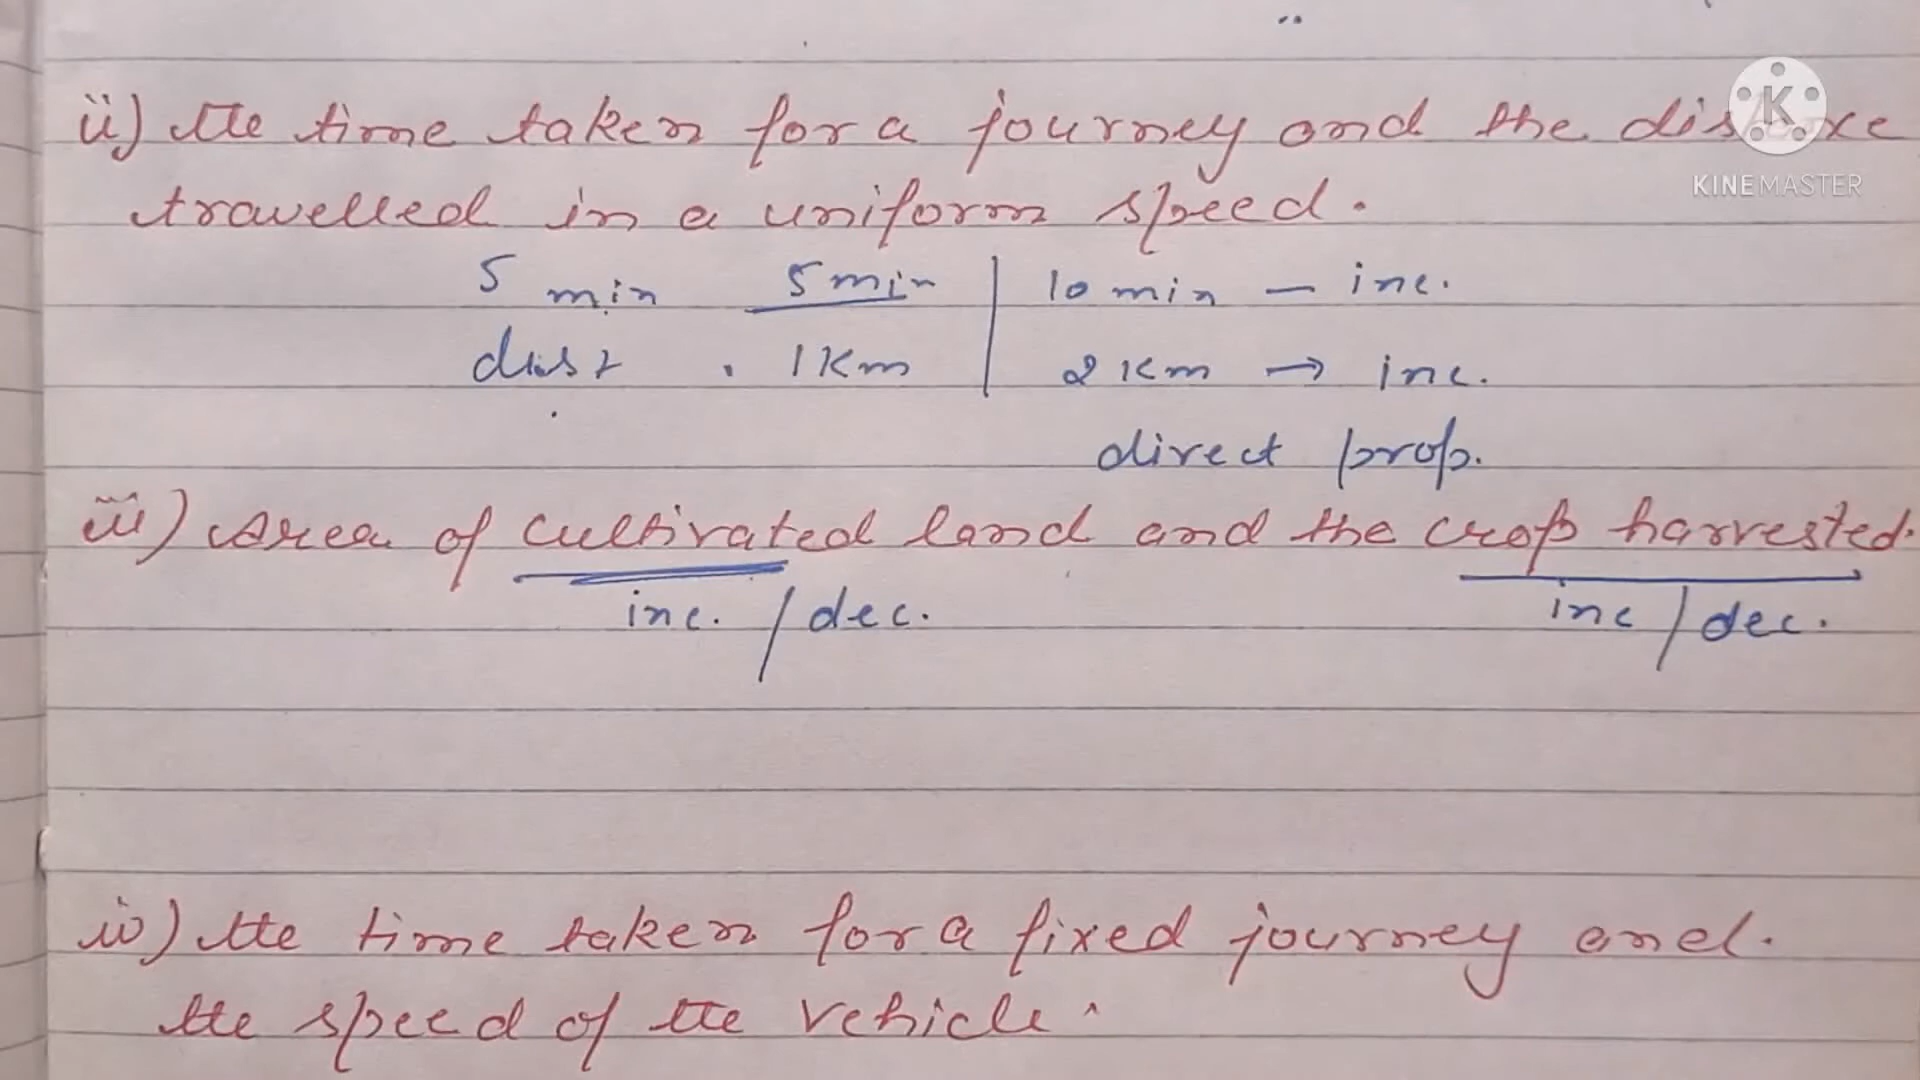 ii) the time taken for a journey and the distance
travelled in a uniform speed.
5 min 5 min | 10 min – inc.
dist . 1 Km | 2 Km → inc.
direct prop.
iii) Area of cultivated land and the crop harvested.
inc. / dec. inc / dec.
iv) the time taken for a fixed journey and.
the speed of the vehicle.
K
KINEMASTER